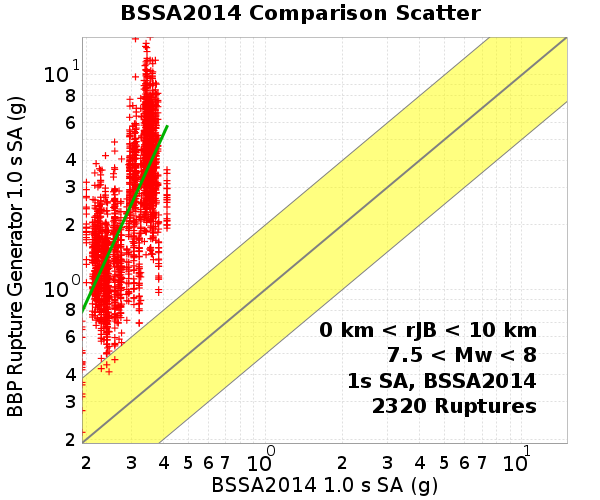 BSSA2014 Comparison Scatter
BBP Rupture Generator 1.0 s SA (g)
10^1
8
6
4
3
2
10^0
8
6
4
3
2
0 km < rJB < 10 km
7.5 < Mw < 8
1s SA, BSSA2014
2320 Ruptures
2 3 4 5 6 7 10^0 2 3 4 5 6 7 10^1
BSSA2014 1.0 s SA (g)